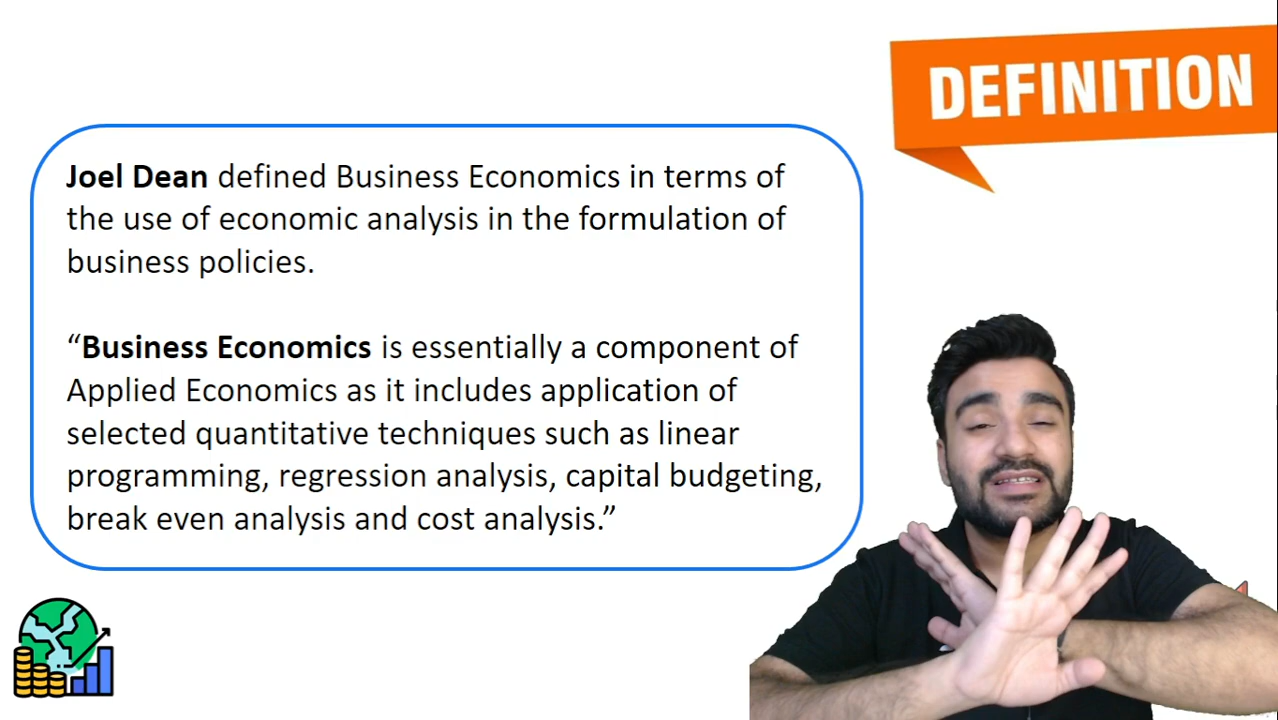 DEFINITION
Joel Dean defined Business Economics in terms of
the use of economic analysis in the formulation of
business policies.
“Business Economics is essentially a component of
Applied Economics as it includes application of
selected quantitative techniques such as linear
programming, regression analysis, capital budgeting,
break even analysis and cost analysis.”